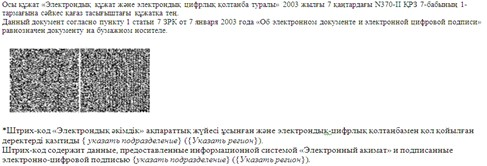 Осы құжат «Электрондық құжат және электрондық цифрлық қолтаңба туралы» 2003 жылғы 7 қаңтардағы N370-II ҚРЗ 7-бабының 1-
тармағына сәйкес қағаз тасығыштағы құжатқа тең.
Данный документ согласно пункту 1 статьи 7 ЗРК от 7 января 2003 года «Об электронном документе и электронной цифровой подписи»
равнозначен документу на бумажном носителе.
*Штрих-код «Электрондық әкімдік» ақпараттық жүйесі ұсынған және электрондық-цифрлық қолтаңбамен қол қойылған
деректерді қамтиды { указать подразделение} ({Указать регион}).
Штрих-код содержит данные, предоставленные информационной системой «Электронный акимат» и подписанные
электронно-цифровой подписью {указать подразделение} ({Указать регион}).